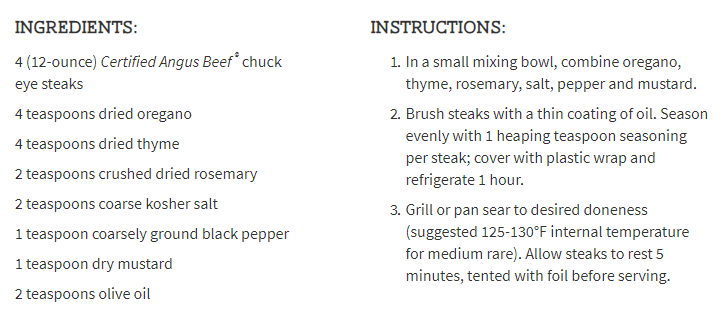 INGREDIENTS:
4 (12-ounce) Certified Angus Beef® chuck
eye steaks
4 teaspoons dried oregano
4 teaspoons dried thyme
2 teaspoons crushed dried rosemary
2 teaspoons coarse kosher salt
1 teaspoon coarsely ground black pepper
1 teaspoon dry mustard
2 teaspoons olive oil
INSTRUCTIONS:
1. In a small mixing bowl, combine oregano,
thyme, rosemary, salt, pepper and mustard.
2. Brush steaks with a thin coating of oil. Season
evenly with 1 heaping teaspoon seasoning
per steak; cover with plastic wrap and
refrigerate 1 hour.
3. Grill or pan sear to desired doneness
(suggested 125-130°F internal temperature
for medium rare). Allow steaks to rest 5
minutes, tented with foil before serving.